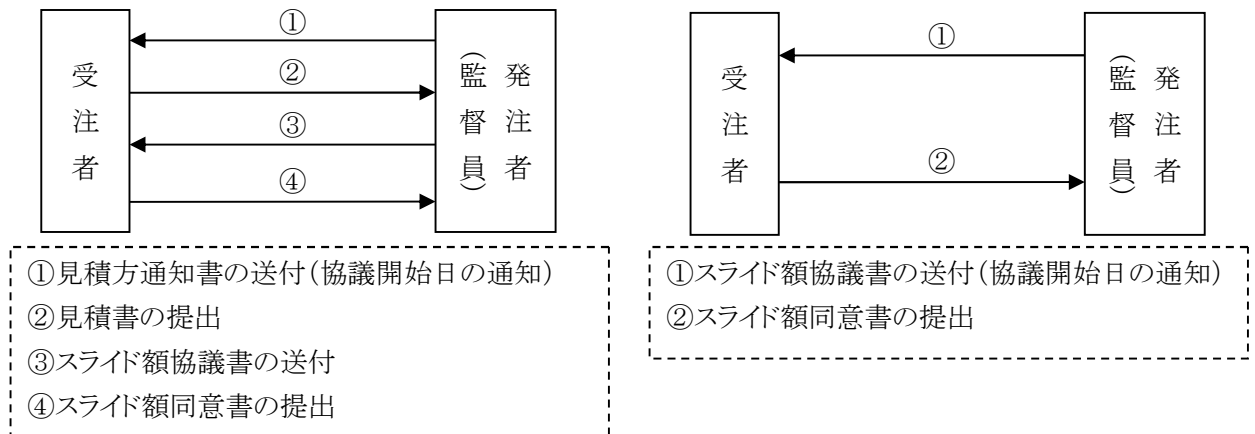 受注者
①
②
③
④
発注者
(監督員)
①見積方通知書の送付(協議開始日の通知)
②見積書の提出
③スライド額協議書の送付
④スライド額同意書の提出
受注者
①
②
発注者
(監督員)
①スライド額協議書の送付(協議開始日の通知)
②スライド額同意書の提出